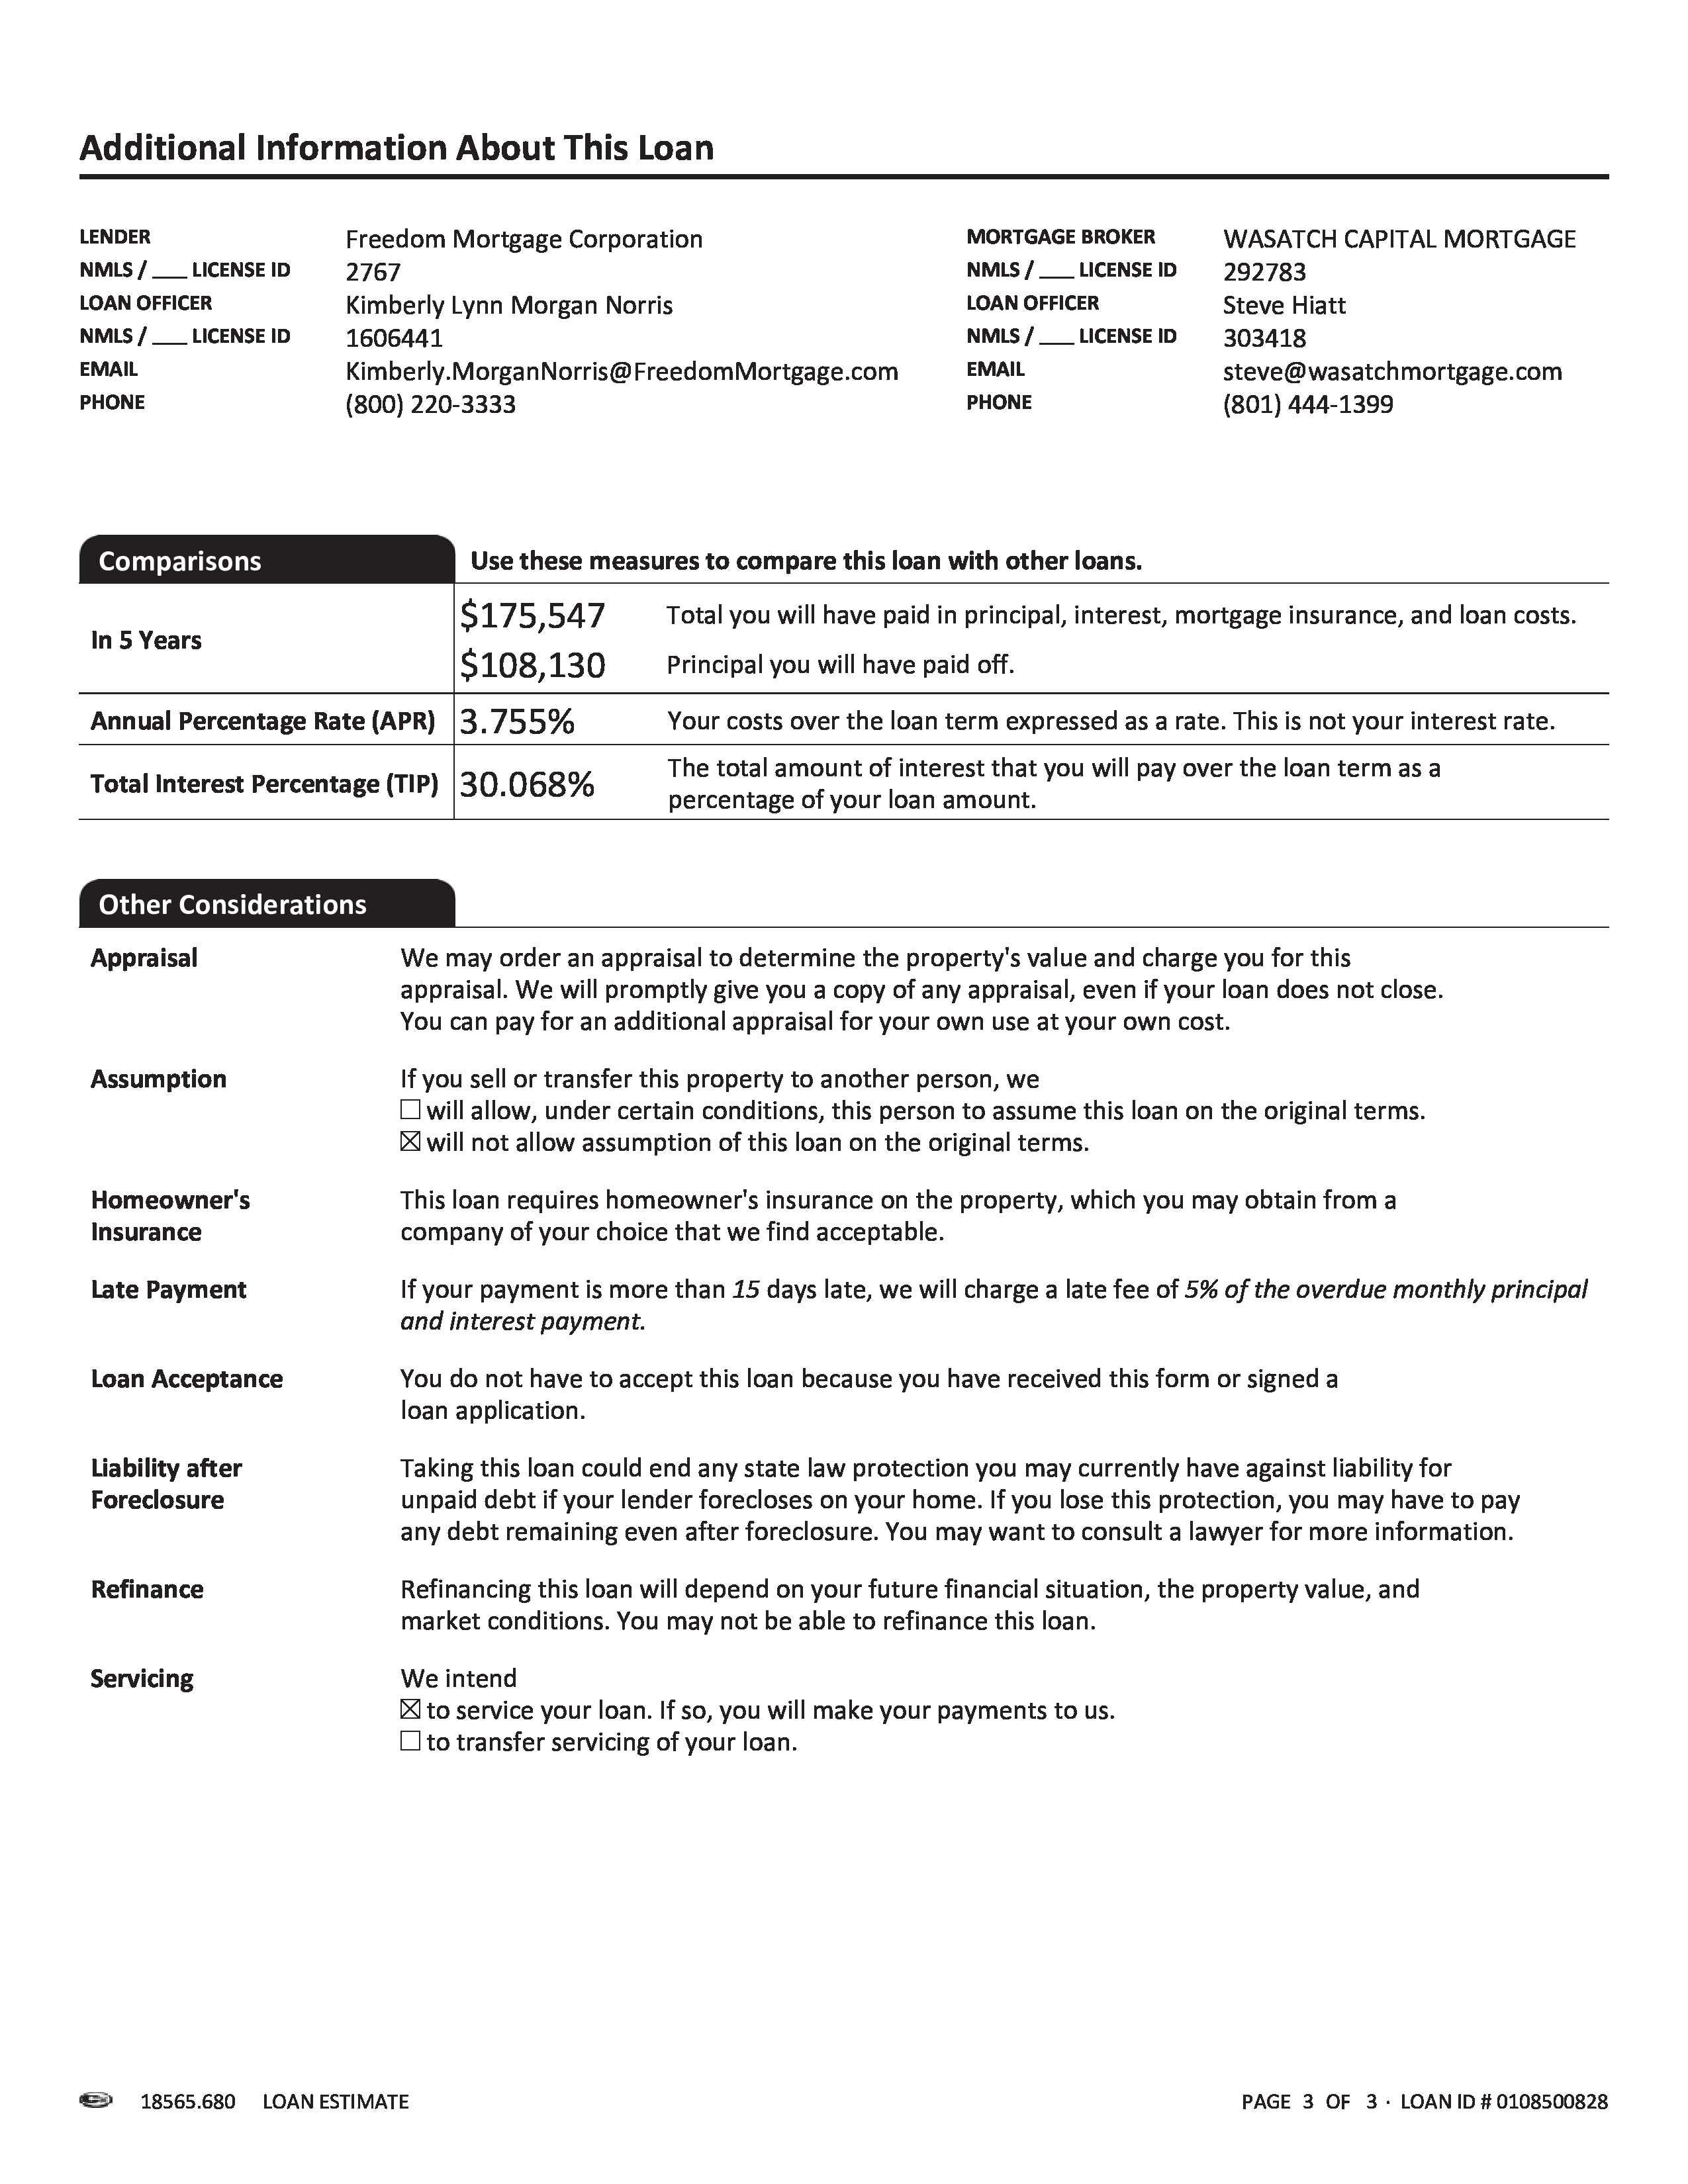 Additional Information About This Loan
LENDER Freedom Mortgage Corporation
NMLS / ___ LICENSE ID 2767
LOAN OFFICER Kimberly Lynn Morgan Norris
NMLS / ___ LICENSE ID 1606441
EMAIL Kimberly.MorganNorris@FreedomMortgage.com
PHONE (800) 220-3333
MORTGAGE BROKER WASATCH CAPITAL MORTGAGE
NMLS / ___ LICENSE ID 292783
LOAN OFFICER Steve Hiatt
NMLS / ___ LICENSE ID 303418
EMAIL steve@wasatchmortgage.com
PHONE (801) 444-1399
Comparisons Use these measures to compare this loan with other loans.
In 5 Years
$175,547 Total you will have paid in principal, interest, mortgage insurance, and loan costs.
$108,130 Principal you will have paid off.
Annual Percentage Rate (APR) 3.755% Your costs over the loan term expressed as a rate. This is not your interest rate.
Total Interest Percentage (TIP) 30.068% The total amount of interest that you will pay over the loan term as a
percentage of your loan amount.
Other Considerations
Appraisal We may order an appraisal to determine the property's value and charge you for this
appraisal. We will promptly give you a copy of any appraisal, even if your loan does not close.
You can pay for an additional appraisal for your own use at your own cost.
Assumption If you sell or transfer this property to another person, we
☐ will allow, under certain conditions, this person to assume this loan on the original terms.
☒ will not allow assumption of this loan on the original terms.
Homeowner's This loan requires homeowner's insurance on the property, which you may obtain from a
Insurance company of your choice that we find acceptable.
Late Payment If your payment is more than 15 days late, we will charge a late fee of 5% of the overdue monthly principal
and interest payment.
Loan Acceptance You do not have to accept this loan because you have received this form or signed a
loan application.
Liability after Taking this loan could end any state law protection you may currently have against liability for
Foreclosure unpaid debt if your lender forecloses on your home. If you lose this protection, you may have to pay
any debt remaining even after foreclosure. You may want to consult a lawyer for more information.
Refinance Refinancing this loan will depend on your future financial situation, the property value, and
market conditions. You may not be able to refinance this loan.
Servicing We intend
☒ to service your loan. If so, you will make your payments to us.
☐ to transfer servicing of your loan.
18565.680 LOAN ESTIMATE PAGE 3 OF 3 · LOAN ID # 0108500828